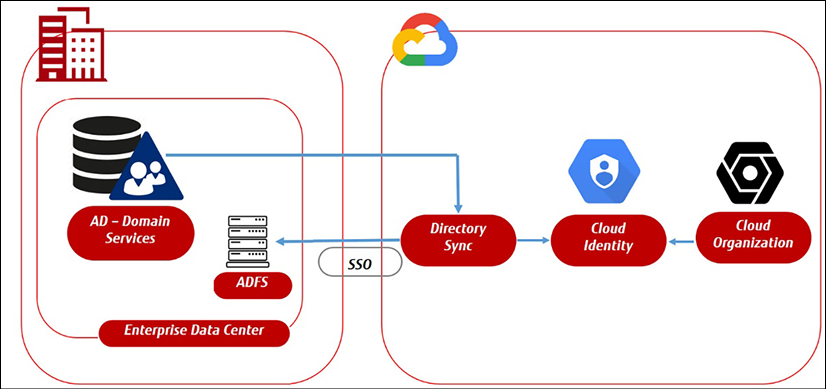 AD – Domain
Services
ADFS
Enterprise Data Center
SSO
Directory
Sync
Cloud
Identity
Cloud
Organization